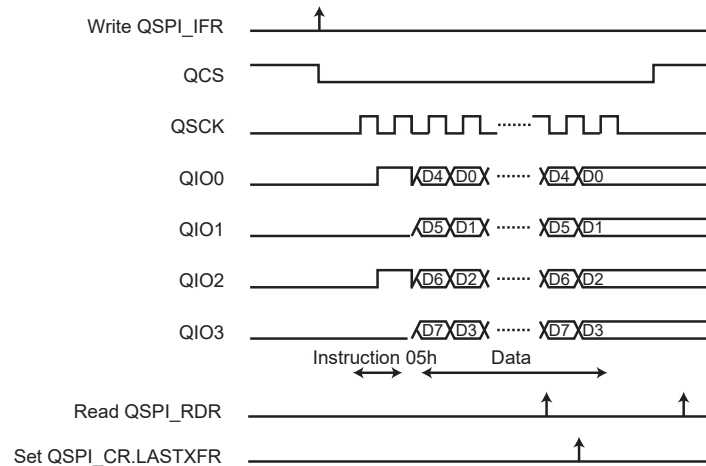 Write QSPI_IFR
QCS
QSCK
QIO0 D4 D0 D4 D0
QIO1 D5 D1 D5 D1
QIO2 D6 D2 D6 D2
QIO3 D7 D3 D7 D3
Instruction 05h Data
Read QSPI_RDR
Set QSPI_CR.LASTXFR